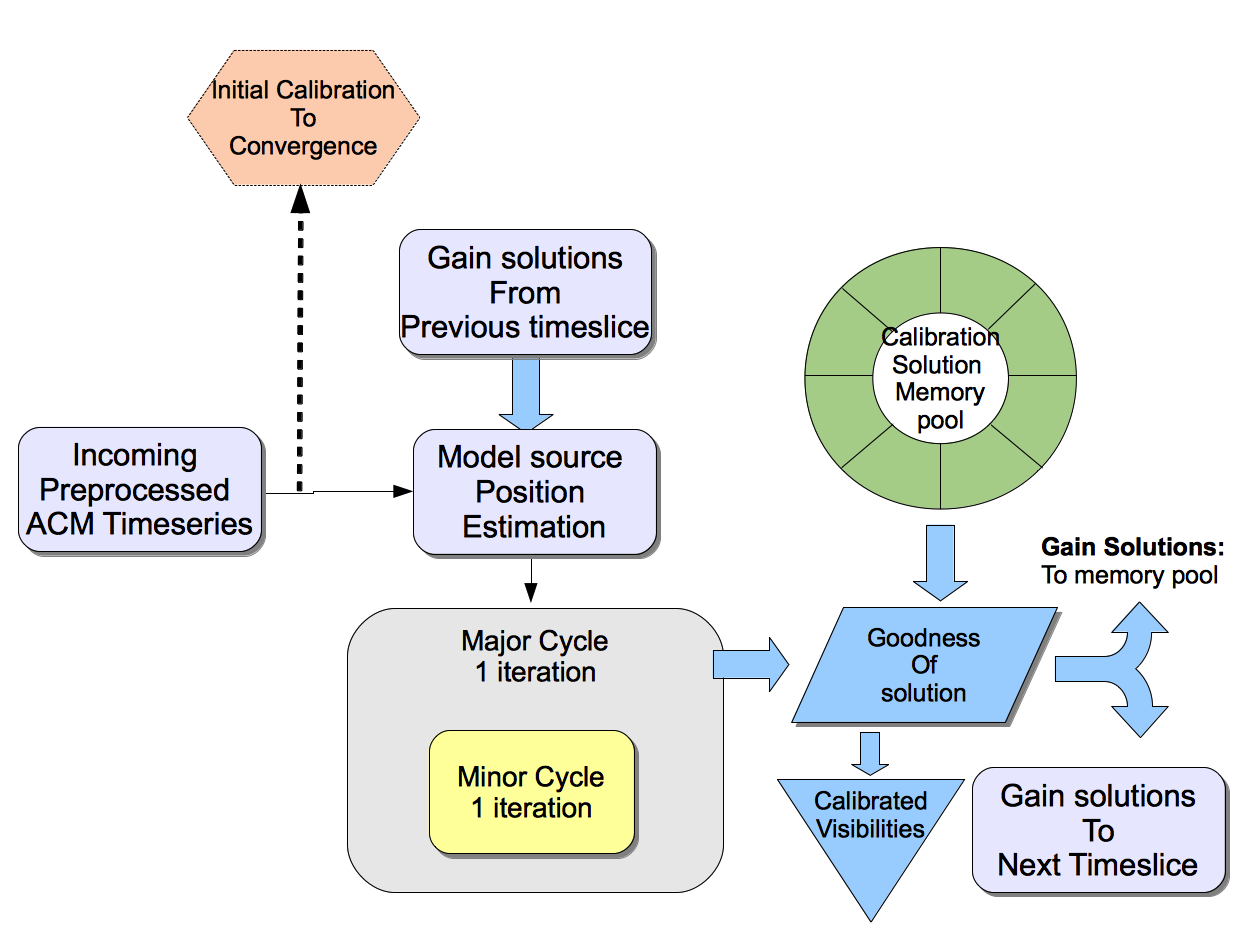 Initial Calibration
To
Convergence
Gain solutions
From
Previous timeslice
Calibration
Solution
Memory
pool
Incoming
Preprocessed
ACM Timeseries
Model source
Position
Estimation
Gain Solutions:
To memory pool
Major Cycle
1 iteration
Goodness
Of
solution
Minor Cycle
1 iteration
Calibrated
Visibilities
Gain solutions
To
Next Timeslice